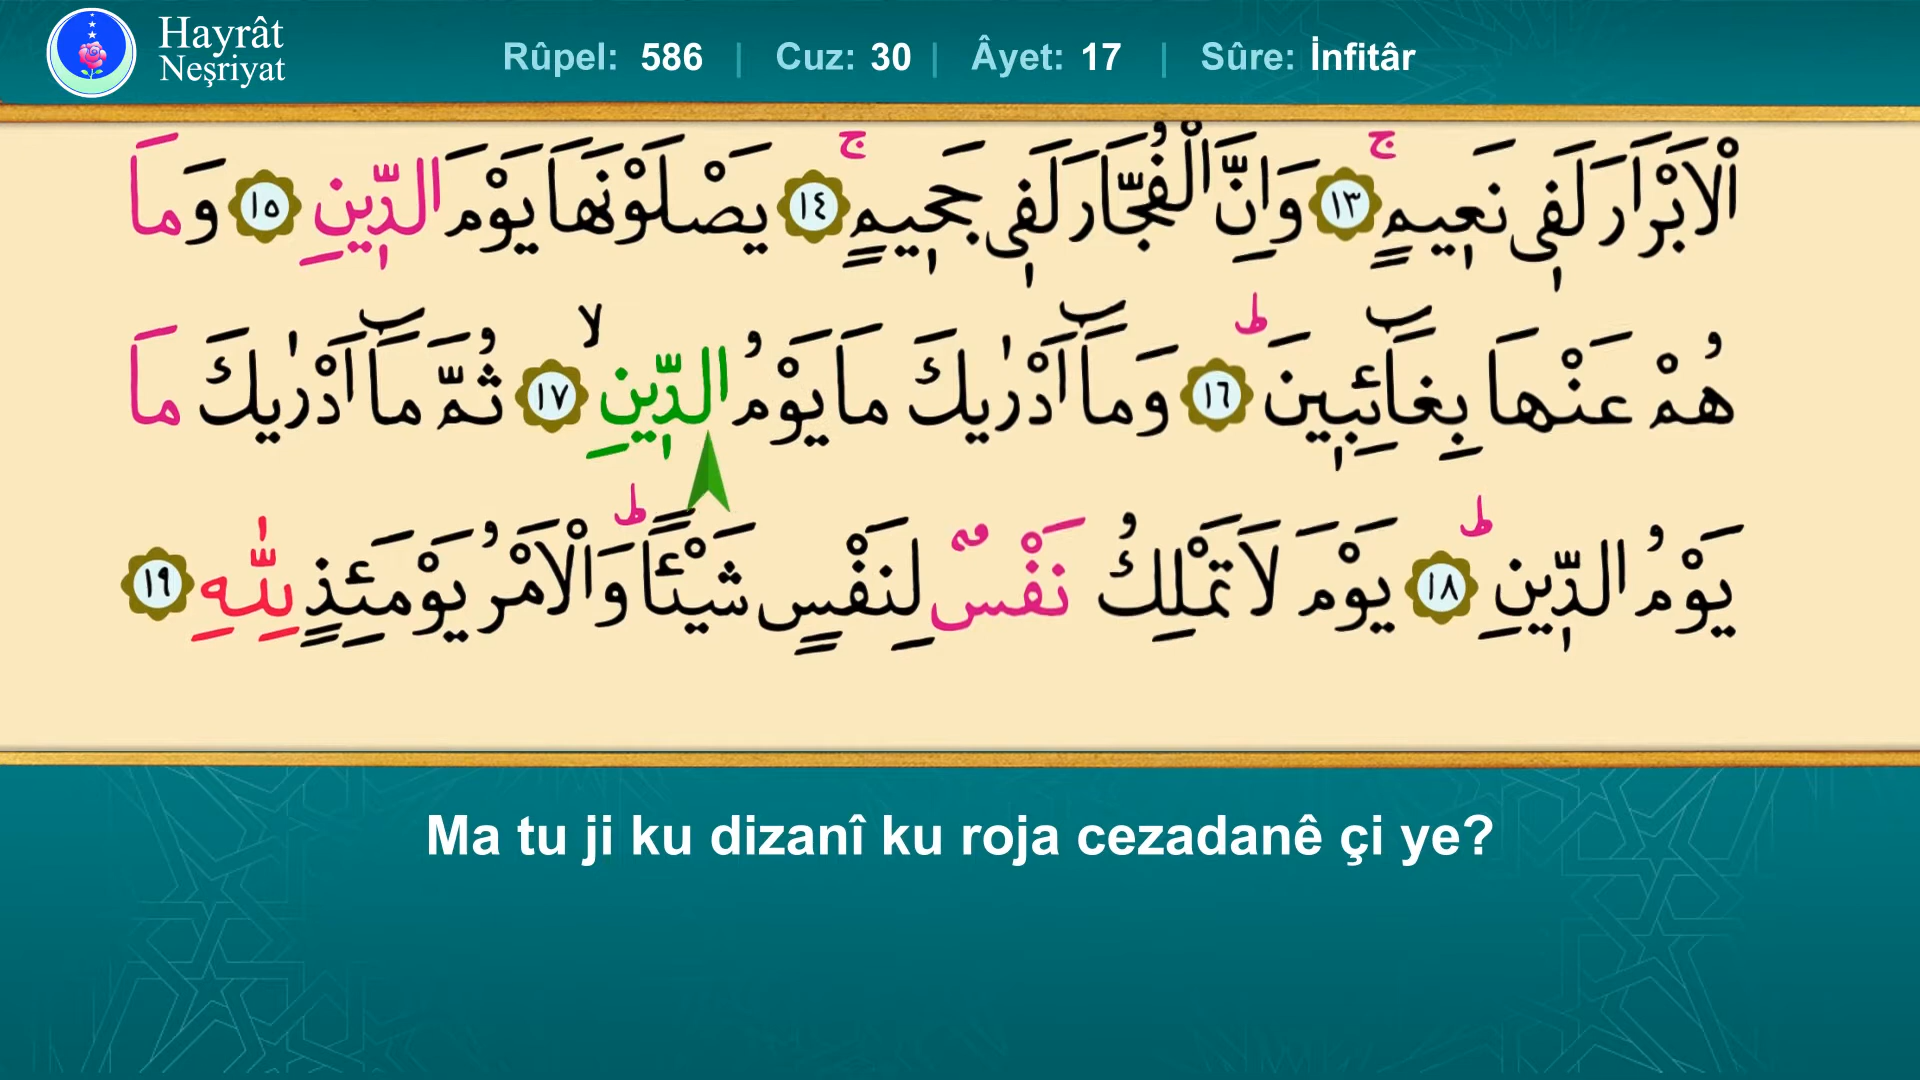 Hayrât
Neşriyat
Rûpel: 586 | Cuz: 30 | Âyet: 17 | Sûre: İnfitâr
الْاَبْرَارَ لَف۪ي نَع۪يمٍۚ ﴿١٣﴾ وَاِنَّ الْفُجَّارَ لَف۪ي جَح۪يمٍۚ ﴿١٤﴾ يَصْلَوْنَهَا يَوْمَ الدّ۪ينِ ﴿١٥﴾ وَمَا
هُمْ عَنْهَا بِغَٓائِب۪ينَۜ ﴿١٦﴾ وَمَٓا اَدْرٰيكَ مَا يَوْمُ الدّ۪ينِۙ ﴿١٧﴾ ثُمَّ مَٓا اَدْرٰيكَ مَا
يَوْمُ الدّ۪ينِۜ ﴿١٨﴾ يَوْمَ لَا تَمْلِكُ نَفْسٌ لِنَفْسٍ شَيْـًٔاۜ وَالْاَمْرُ يَوْمَئِذٍ لِلّٰهِ ﴿١٩﴾
Ma tu ji ku dizanî ku roja cezadanê çi ye?